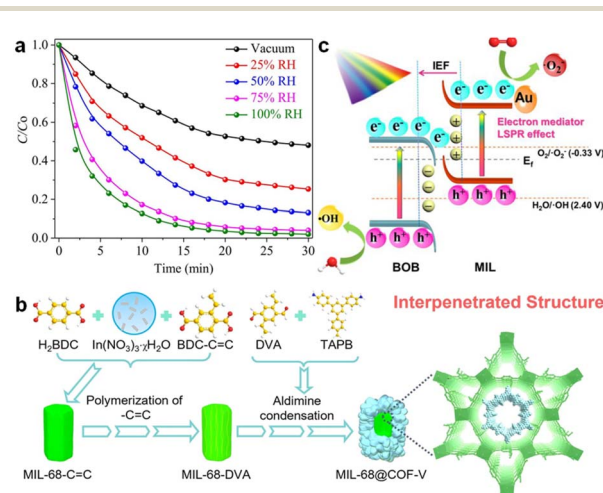 a
1.0
0.8
0.6
0.4
0.2
0.0
C/Co
0 5 10 15 20 25 30
Time (min)
Vacuum
25% RH
50% RH
75% RH
100% RH
c
IEF
·O₂⁻
e⁻ e⁻ e⁻
Au
e⁻ e⁻ e⁻ e⁻
Electron mediator
LSPR effect
O₂/·O₂⁻ (-0.33 V)
Ef
h⁺ h⁺ h⁺
H₂O/·OH (2.40 V)
·OH
h⁺ h⁺ h⁺
BOB MIL
b
H₂BDC
In(NO₃)₃·χH₂O
BDC-C=C
DVA
TAPB
Interpenetrated Structure
Polymerization of
-C=C
Aldimine
condensation
MIL-68-C=C
MIL-68-DVA
MIL-68@COF-V